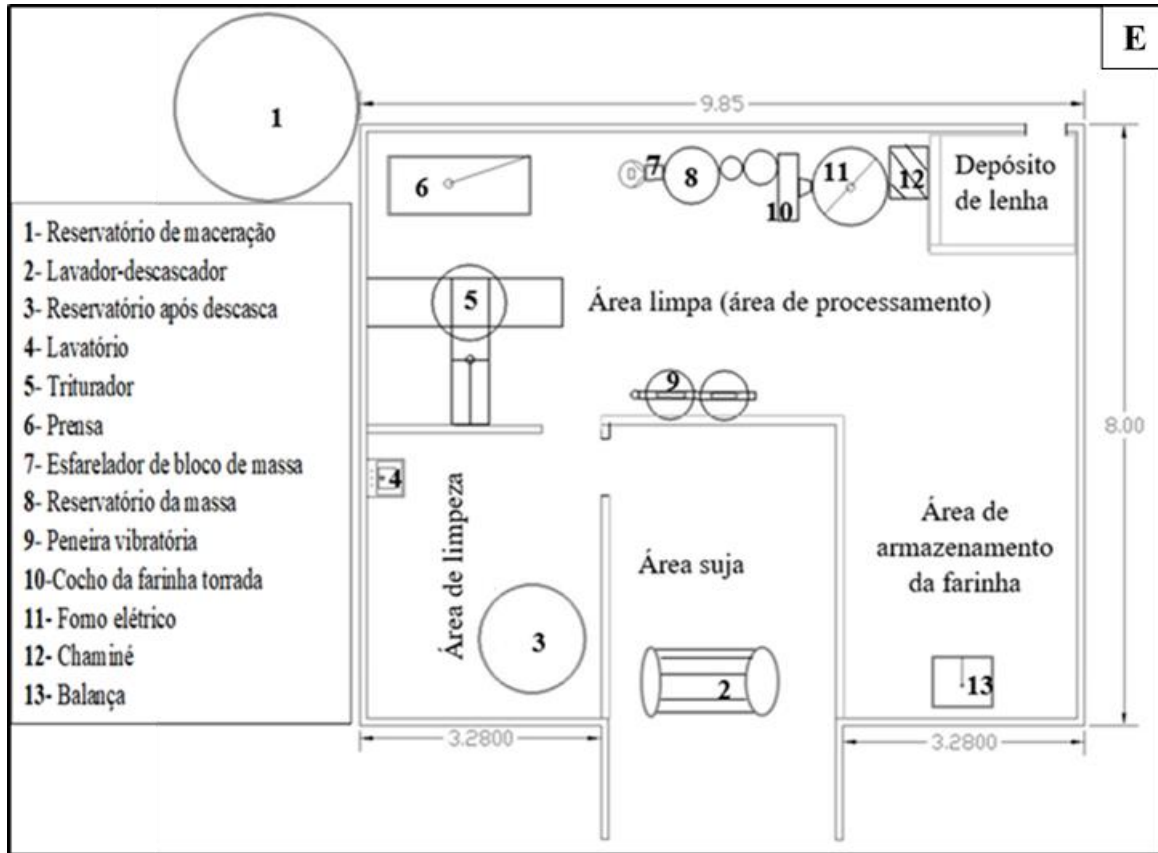 E
9.85
1
7
8
11
12
Depósito
de lenha
6
10
1- Reservatório de maceração
2- Lavador-descascador
3- Reservatório após descasca
4- Lavatório
5- Triturador
6- Prensa
7- Esfarelador de bloco de massa
8- Reservatório da massa
9- Peneira vibratória
10-Cocho da farinha torrada
11- Forno elétrico
12- Chaminé
13- Balança
5
Área limpa (área de processamento)
9
8.00
4
Área de limpeza
Área suja
Área de
armazenamento
da farinha
3
2
13
3.2800
3.2800